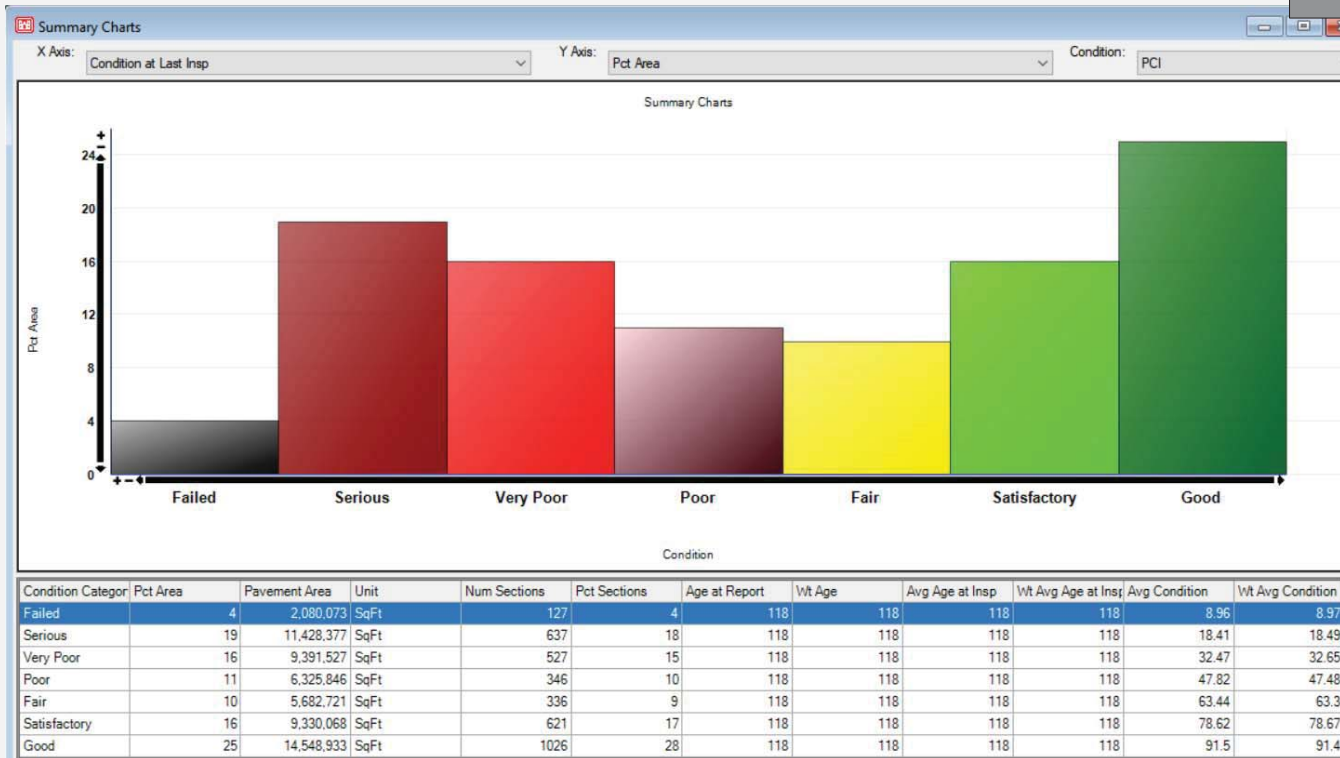 Summary Charts
X Axis: Condition at Last Insp Y Axis: Pct Area Condition: PCI
Summary Charts
24
20
16
12
8
4
0
Pct Area
Failed Serious Very Poor Poor Fair Satisfactory Good
Condition
Condition Categor Pct Area Pavement Area Unit Num Sections Pct Sections Age at Report Wt Age Avg Age at Insp Wt Avg Age at Insp Avg Condition Wt Avg Condition
Failed 4 2,080,073 SqFt 127 4 118 118 118 118 8.96 8.97
Serious 19 11,428,377 SqFt 637 18 118 118 118 118 18.41 18.49
Very Poor 16 9,391,527 SqFt 527 15 118 118 118 118 32.47 32.65
Poor 11 6,325,846 SqFt 346 10 118 118 118 118 47.82 47.48
Fair 10 5,682,721 SqFt 336 9 118 118 118 118 63.44 63.3
Satisfactory 16 9,330,068 SqFt 621 17 118 118 118 118 78.62 78.67
Good 25 14,548,933 SqFt 1026 28 118 118 118 118 91.5 91.4